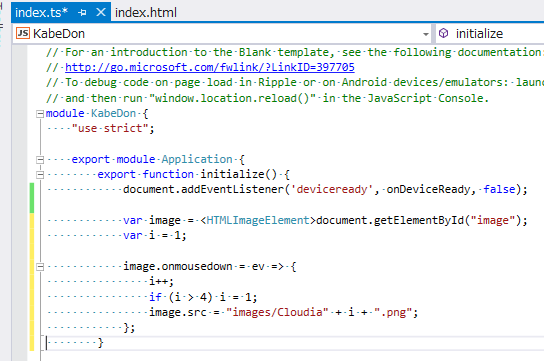 index.ts* index.html
JS KabeDon initialize
// For an introduction to the Blank template, see the following documentation:
// http://go.microsoft.com/fwlink/?LinkID=397705
// To debug code on page load in Ripple or on Android devices/emulators: laun
// and then run "window.location.reload()" in the JavaScript Console.
module KabeDon {
    "use strict";

    export module Application {
        export function initialize() {
            document.addEventListener('deviceready', onDeviceReady, false);

            var image = <HTMLImageElement>document.getElementById("image");
            var i = 1;

            image.onmousedown = ev => {
                i++;
                if (i > 4) i = 1;
                image.src = "images/Cloudia" + i + ".png";
            };
        }